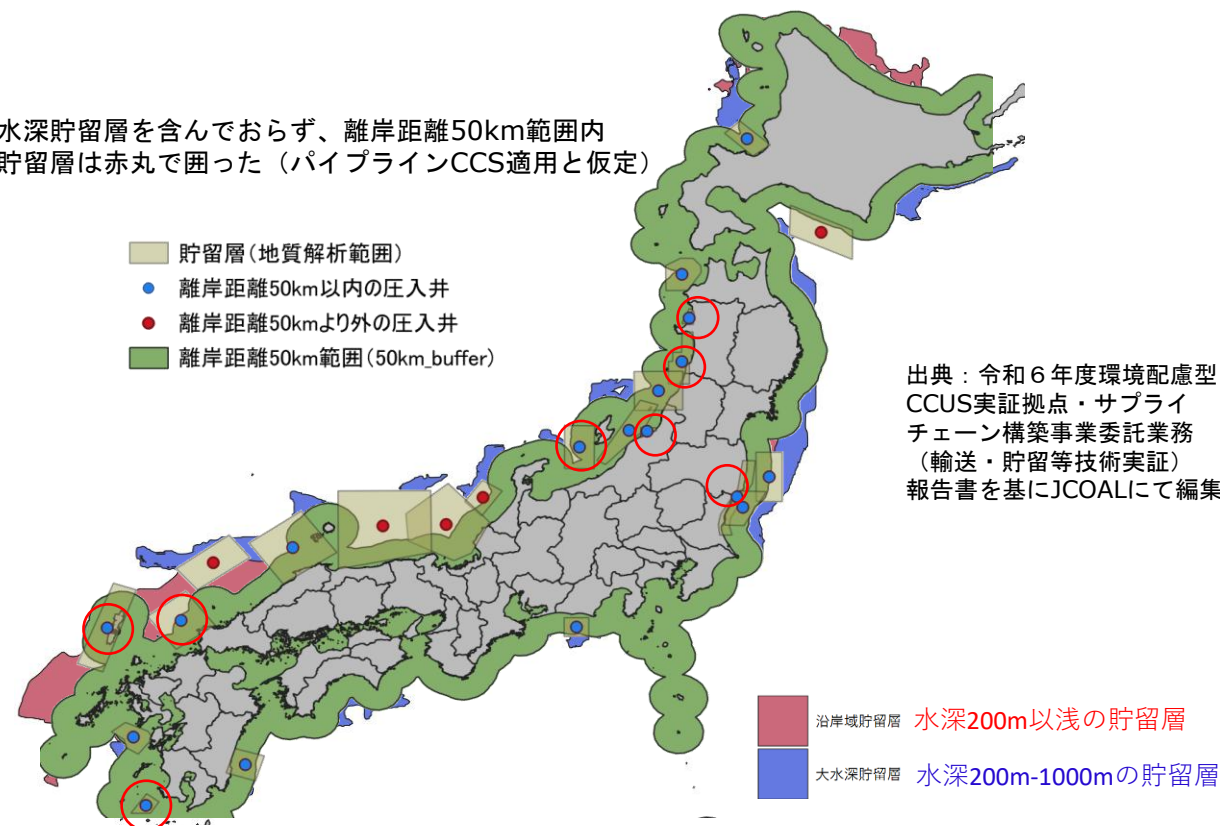 水深貯留層を含んでおらず、離岸距離50km範囲内
貯留層は赤丸で囲った（パイプラインCCS適用と仮定）
貯留層（地質解析範囲）
離岸距離50km以内の圧入井
離岸距離50kmより外の圧入井
離岸距離50km範囲（50km_buffer）
出典：令和６年度環境配慮型
CCUS実証拠点・サプライ
チェーン構築事業委託業務
（輸送・貯留等技術実証）
報告書を基にJCOALにて編集
沿岸域貯留層 水深200m以浅の貯留層
大水深貯留層 水深200m-1000mの貯留層